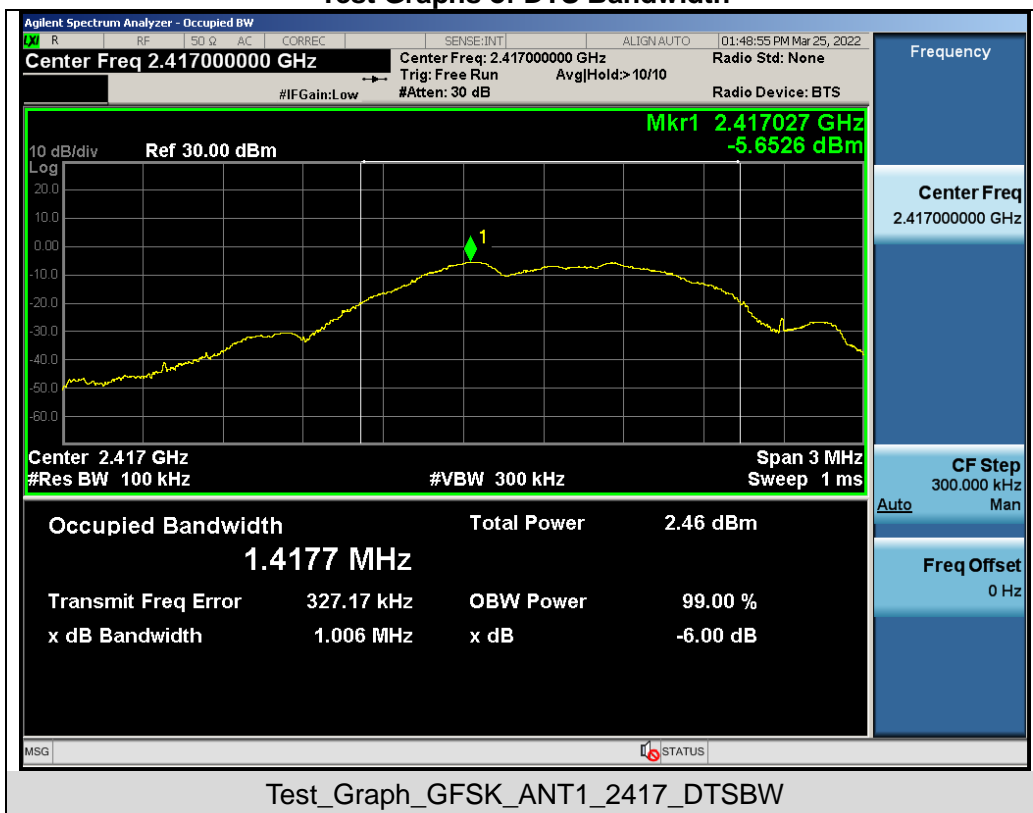 Test Graphs of DTS Bandwidth
Agilent Spectrum Analyzer - Occupied BW
LXI R RF 50 Ω AC CORREC SENSE:INT ALIGN AUTO 01:48:55 PM Mar 25, 2022
Center Freq 2.417000000 GHz
Center Freq: 2.417000000 GHz Radio Std: None
Trig: Free Run Avg|Hold:>10/10
#IFGain:Low #Atten: 30 dB Radio Device: BTS
Mkr1 2.417027 GHz
-5.6526 dBm
10 dB/div Ref 30.00 dBm
Log
20.0
10.0
0.00
-10.0
-20.0
-30.0
-40.0
-50.0
-60.0
1
Center 2.417 GHz Span 3 MHz
#Res BW 100 kHz #VBW 300 kHz Sweep 1 ms
Occupied Bandwidth Total Power 2.46 dBm
1.4177 MHz
Transmit Freq Error 327.17 kHz OBW Power 99.00 %
x dB Bandwidth 1.006 MHz x dB -6.00 dB
Frequency
Center Freq
2.417000000 GHz
CF Step
300.000 kHz
Auto Man
Freq Offset
0 Hz
MSG STATUS
Test_Graph_GFSK_ANT1_2417_DTSBW